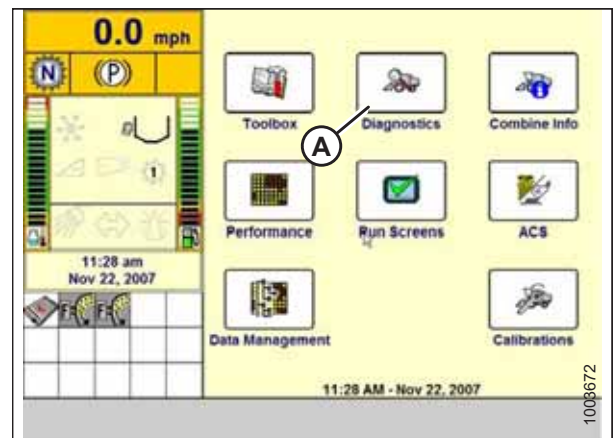 0.0 mph
N (P)
1
11:28 am
Nov 22, 2007
F= F=
Toolbox
Diagnostics
Combine Info
A
Performance
Run Screens
ACS
Data Management
Calibrations
11:28 AM - Nov 22, 2007
1003672